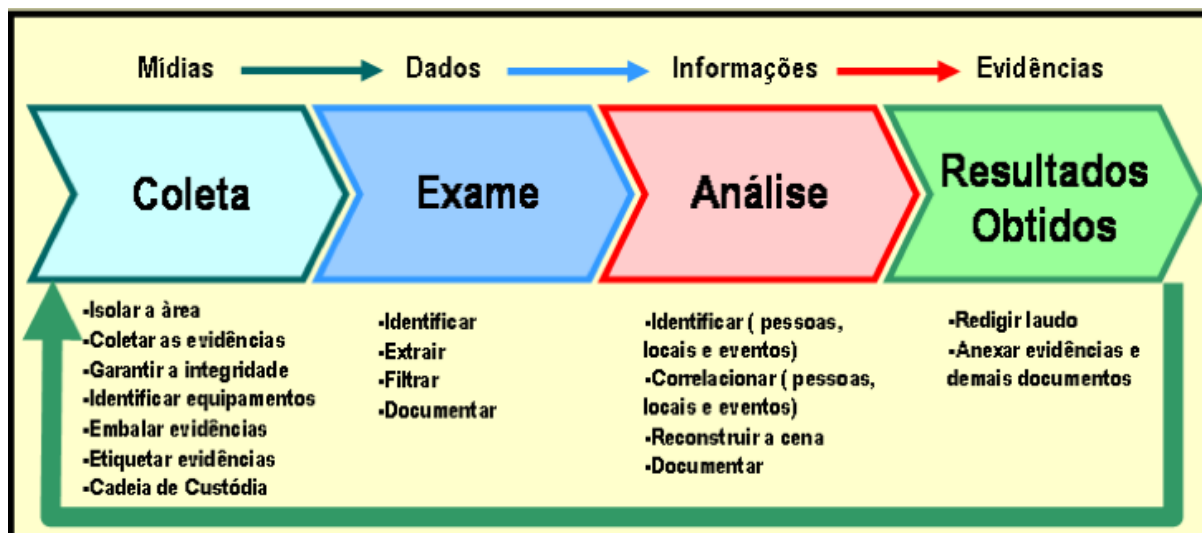 Mídias Dados Informações Evidências
Coleta
Exame
Análise
Resultados
Obtidos
-Isolar a àrea
-Coletar as evidências
-Garantir a integridade
-Identificar equipamentos
-Embalar evidências
-Etiquetar evidências
-Cadeia de Custódia
-Identificar
-Extrair
-Filtrar
-Documentar
-Identificar ( pessoas,
locais e eventos)
-Correlacionar ( pessoas,
locais e eventos)
-Reconstruir a cena
-Documentar
-Redigir laudo
-Anexar evidências e
demais documentos